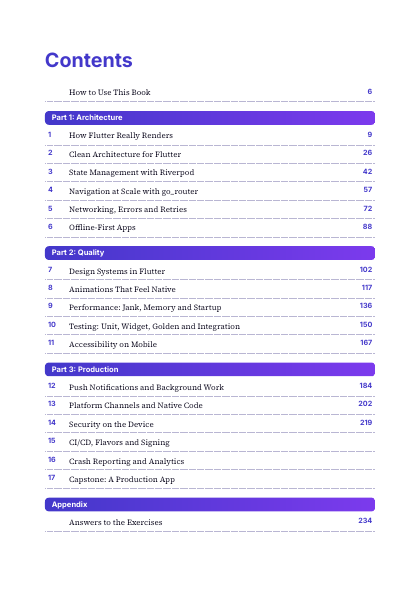 Contents
How to Use This Book 6
Part 1: Architecture
1 How Flutter Really Renders 9
2 Clean Architecture for Flutter 26
3 State Management with Riverpod 42
4 Navigation at Scale with go_router 57
5 Networking, Errors and Retries 72
6 Offline-First Apps 88
Part 2: Quality
7 Design Systems in Flutter 102
8 Animations That Feel Native 117
9 Performance: Jank, Memory and Startup 136
10 Testing: Unit, Widget, Golden and Integration 150
11 Accessibility on Mobile 167
Part 3: Production
12 Push Notifications and Background Work 184
13 Platform Channels and Native Code 202
14 Security on the Device 219
15 CI/CD, Flavors and Signing
16 Crash Reporting and Analytics
17 Capstone: A Production App
Appendix
Answers to the Exercises 234